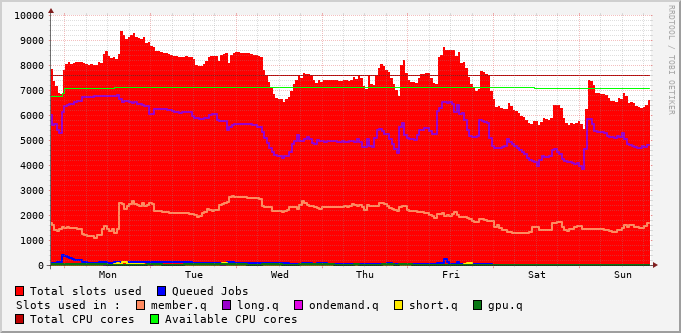 10000
9000
8000
7000
6000
5000
4000
3000
2000
1000
0
Mon Tue Wed Thu Fri Sat Sun
RRDTOOL / TOBI OETIKER
Total slots used Queued Jobs
Slots used in : member.q long.q ondemand.q short.q gpu.q
Total CPU cores Available CPU cores